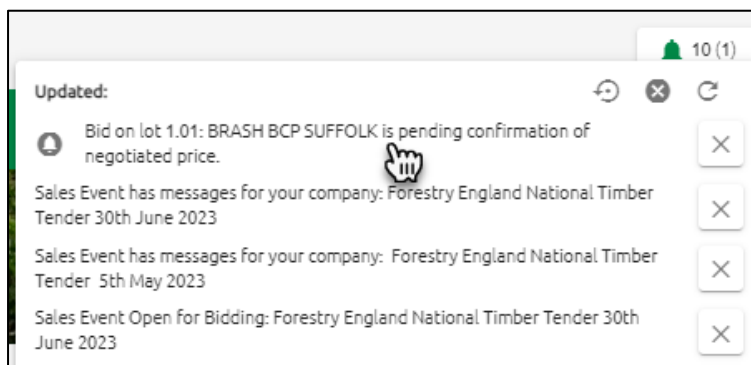 10 (1)
Updated:
Bid on lot 1.01: BRASH BCP SUFFOLK is pending confirmation of
negotiated price.
Sales Event has messages for your company: Forestry England National Timber
Tender 30th June 2023
Sales Event has messages for your company:  Forestry England National Timber
Tender  5th May 2023
Sales Event Open for Bidding: Forestry England National Timber Tender 30th
June 2023